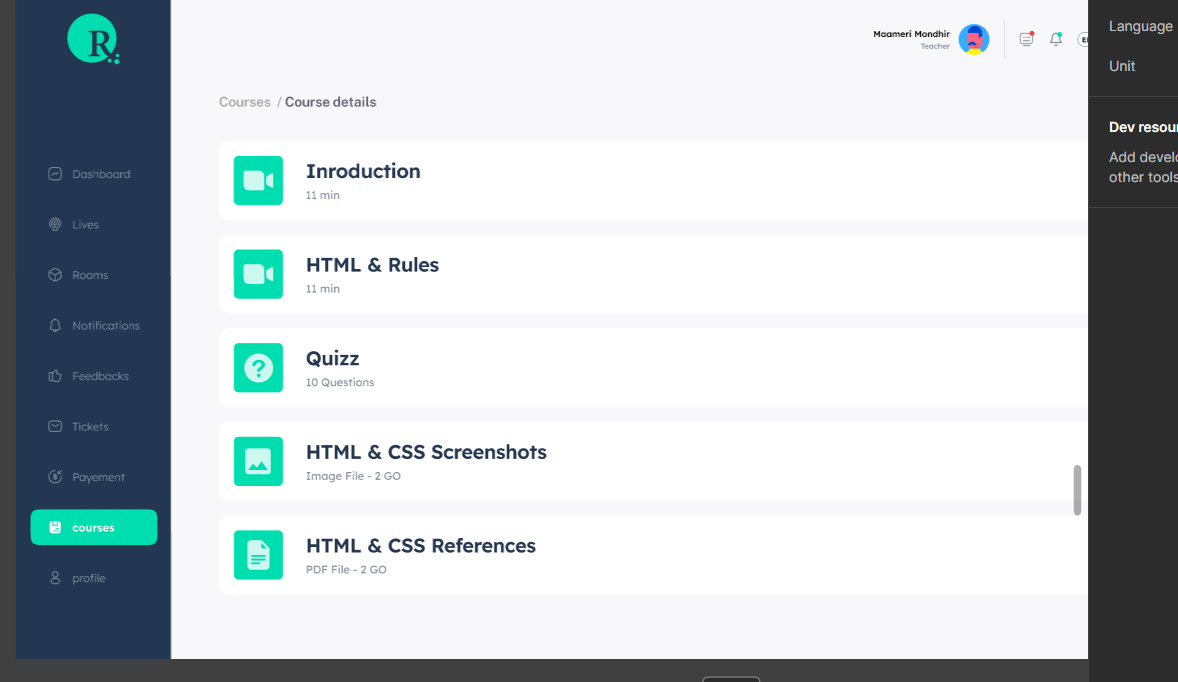 R
Maameri Mondhir
Teacher
Courses / Course details
Dashboard
Lives
Rooms
Notifications
Feedbacks
Tickets
Payement
courses
profile
Inroduction
11 min
HTML & Rules
11 min
?
Quizz
10 Questions
HTML & CSS Screenshots
Image File - 2 GO
HTML & CSS References
PDF File - 2 GO
Language
Unit
Dev resour
Add develo
other tools